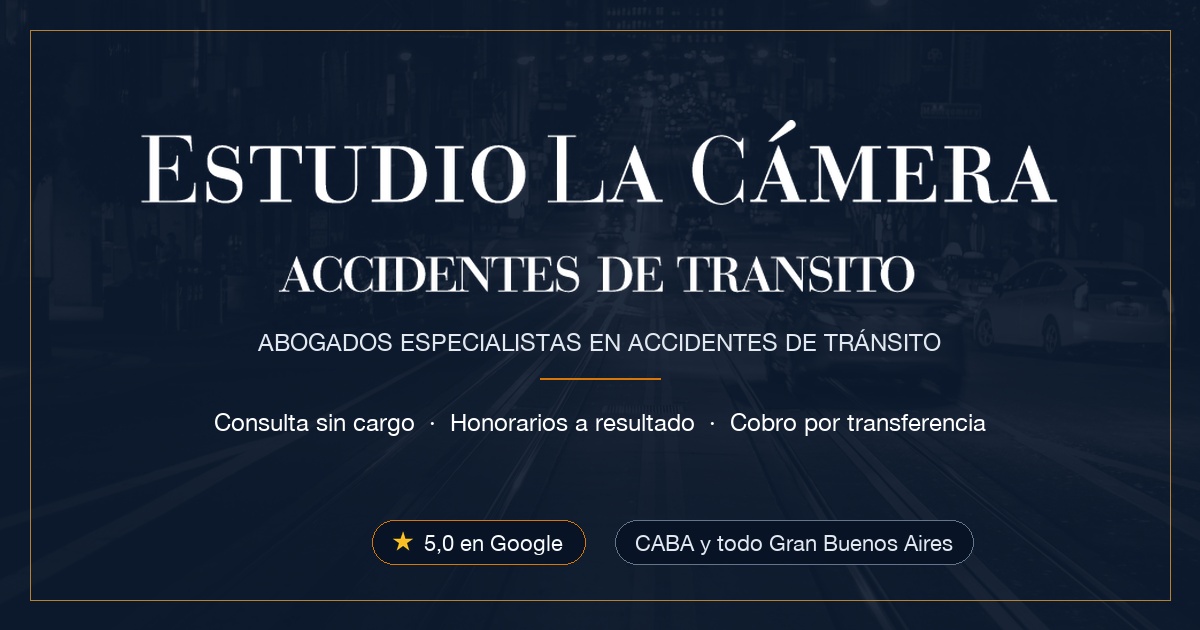 ESTUDIO LA CÁMERA
ACCIDENTES DE TRANSITO
ABOGADOS ESPECIALISTAS EN ACCIDENTES DE TRÁNSITO
Consulta sin cargo · Honorarios a resultado · Cobro por transferencia
★ 5,0 en Google
CABA y todo Gran Buenos Aires